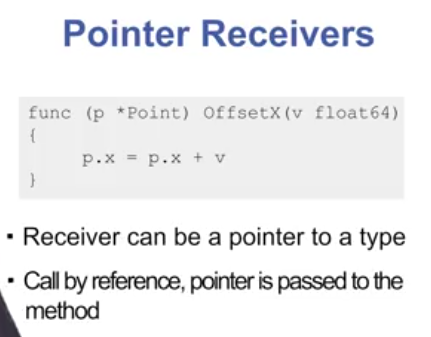 Pointer Receivers
func (p *Point) OffsetX(v float64)
{
p.x = p.x + v
}
▪ Receiver can be a pointer to a type
▪ Call by reference, pointer is passed to the
method